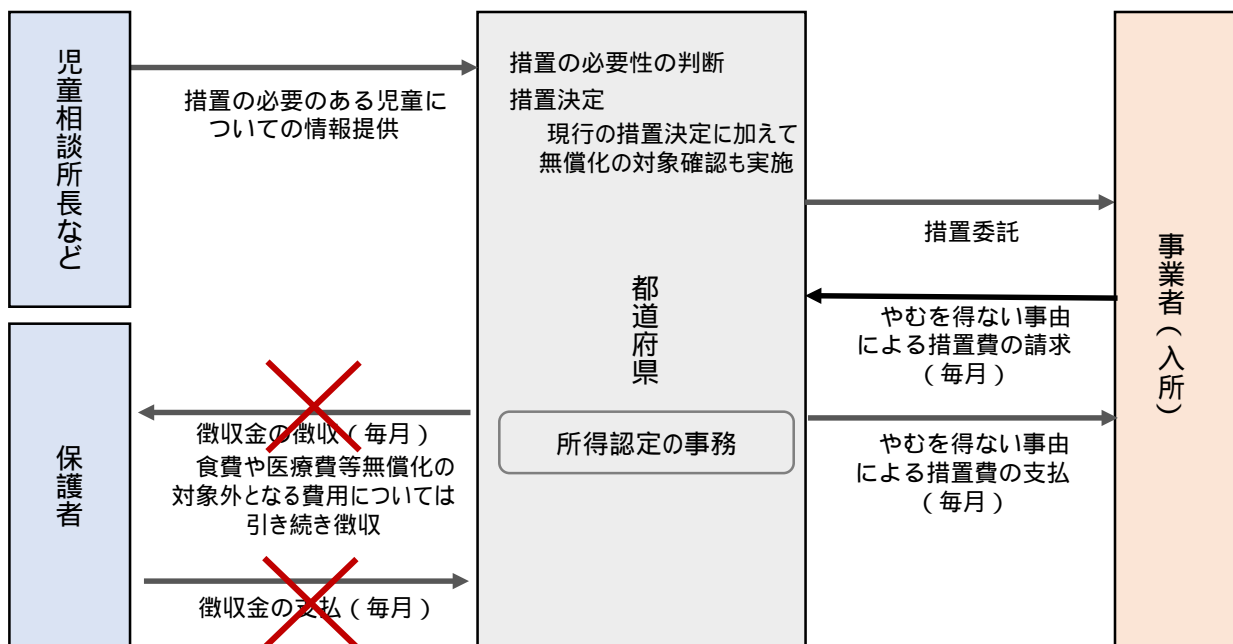 児童相談所長など
措置の必要のある児童に
ついての情報提供
措置の必要性の判断
措置決定
現行の措置決定に加えて
無償化の対象確認も実施
都道府県
所得認定の事務
措置委託
やむを得ない事由
による措置費の請求
(毎月)
やむを得ない事由
による措置費の支払
(毎月)
事業者(入所)
保護者
徴収金の徴収(毎月)
食費や医療費等無償化の
対象外となる費用については
引き続き徴収
徴収金の支払(毎月)